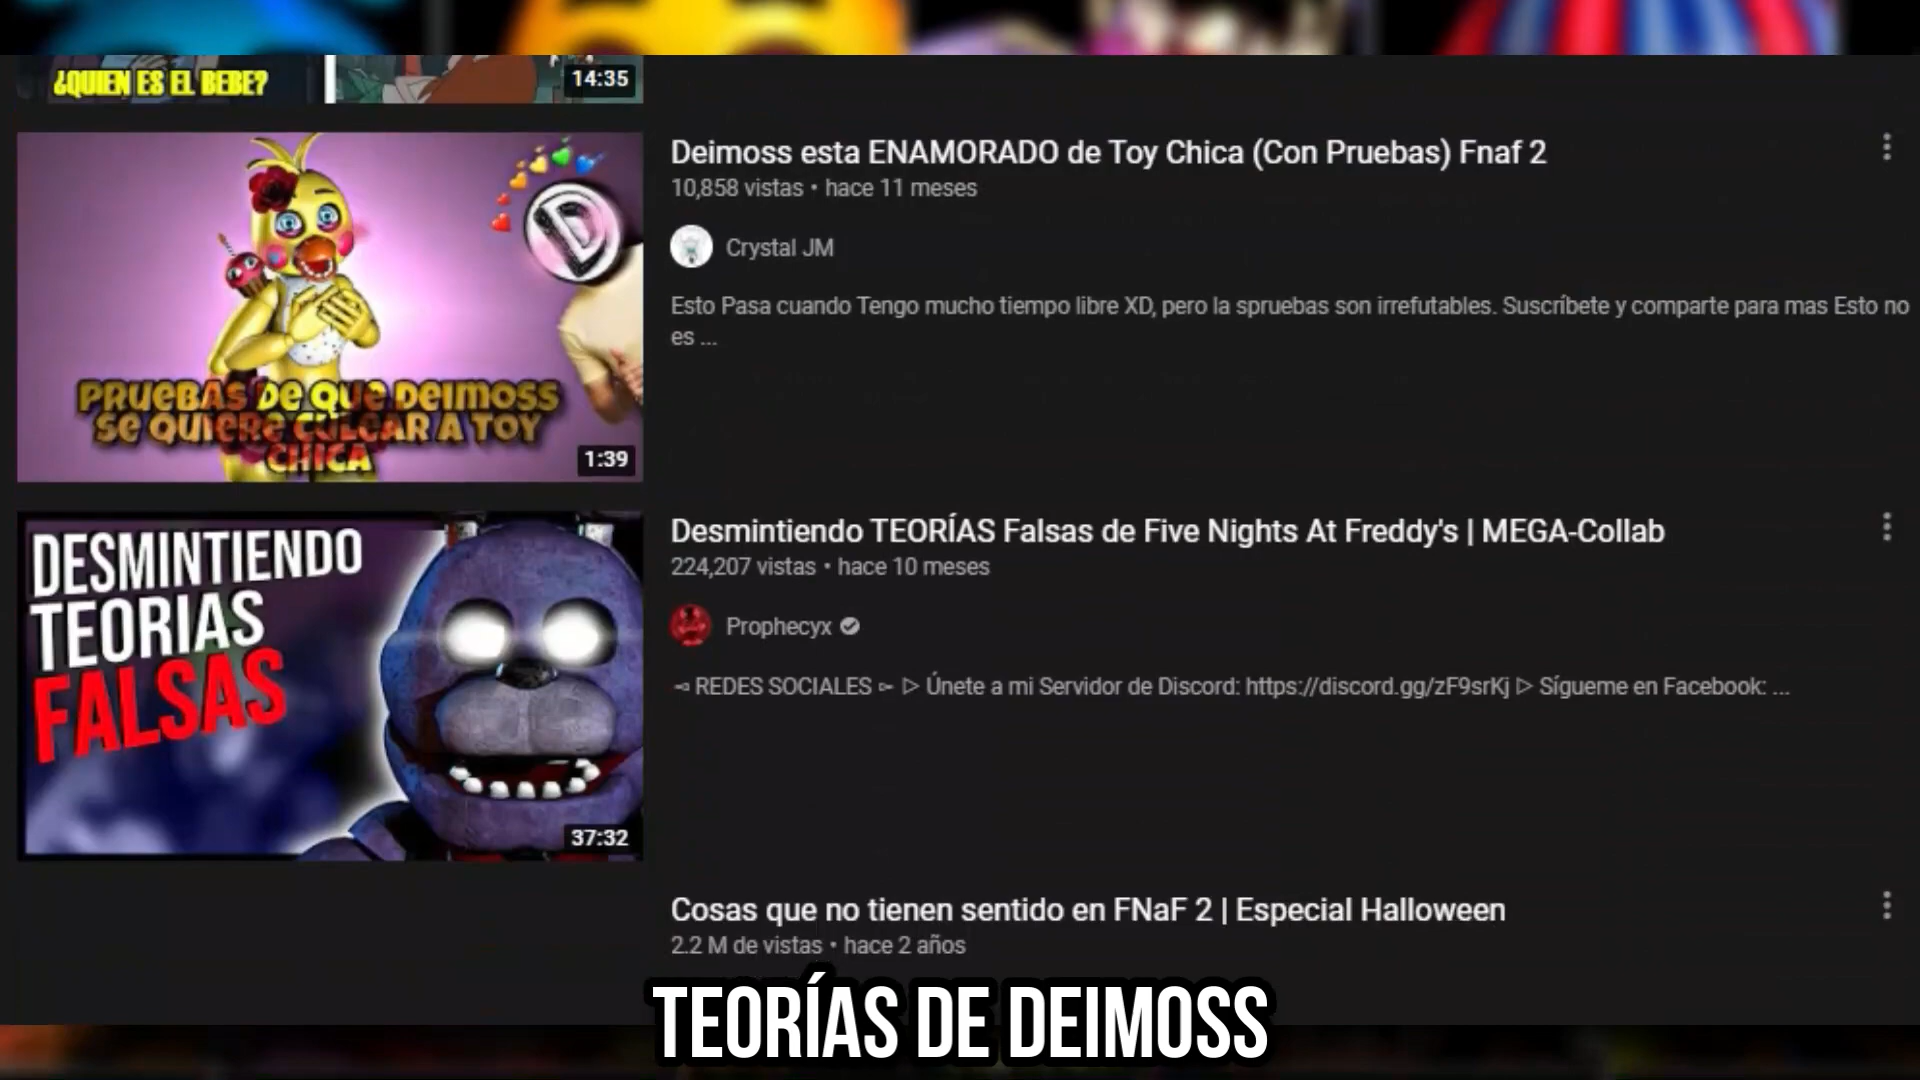 ¿QUIEN ES EL BEBE?
14:35
Deimoss esta ENAMORADO de Toy Chica (Con Pruebas) Fnaf 2
10,858 vistas • hace 11 meses
Crystal JM
Esto Pasa cuando Tengo mucho tiempo libre XD, pero la spruebas son irrefutables. Suscríbete y comparte para mas Esto no
es ...
D
PRUEBAS DE QUE DEIMOSS
SE QUIERE CULEAR A TOY
CHICA
1:39
Desmintiendo TEORÍAS Falsas de Five Nights At Freddy's | MEGA-Collab
224,207 vistas • hace 10 meses
Prophecyx
◅ REDES SOCIALES ▻ ▷ Únete a mi Servidor de Discord: https://discord.gg/zF9srKj ▷ Sígueme en Facebook: ...
DESMINTIENDO
TEORIAS
FALSAS
37:32
Cosas que no tienen sentido en FNaF 2 | Especial Halloween
2.2 M de vistas • hace 2 años
TEORÍAS DE DEIMOSS